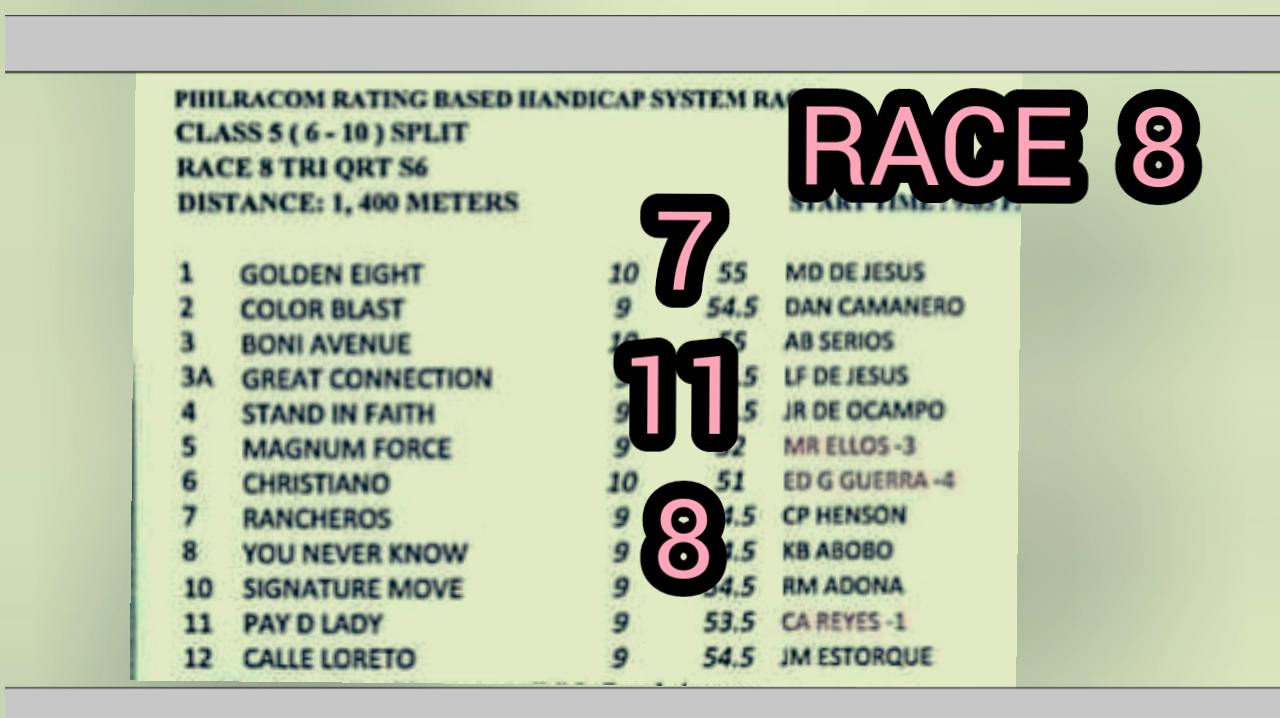 PHILRACOM RATING BASED HANDICAP SYSTEM
CLASS 5 ( 6 - 10 ) SPLIT
RACE 8 TRI QRT S6
DISTANCE: 1, 400 METERS
START TIME :
RACE 8
7
11
8
1 GOLDEN EIGHT 10 55 MD DE JESUS
2 COLOR BLAST 9 54.5 DAN CAMANERO
3 BONI AVENUE AB SERIOS
3A GREAT CONNECTION LF DE JESUS
4 STAND IN FAITH JR DE OCAMPO
5 MAGNUM FORCE 9 MR ELLOS -3
6 CHRISTIANO 10 51 ED G GUERRA -4
7 RANCHEROS 9 CP HENSON
8 YOU NEVER KNOW 9 KB ABOBO
10 SIGNATURE MOVE 9 54.5 RM ADONA
11 PAY D LADY 9 53.5 CA REYES -1
12 CALLE LORETO 9 54.5 JM ESTORQUE